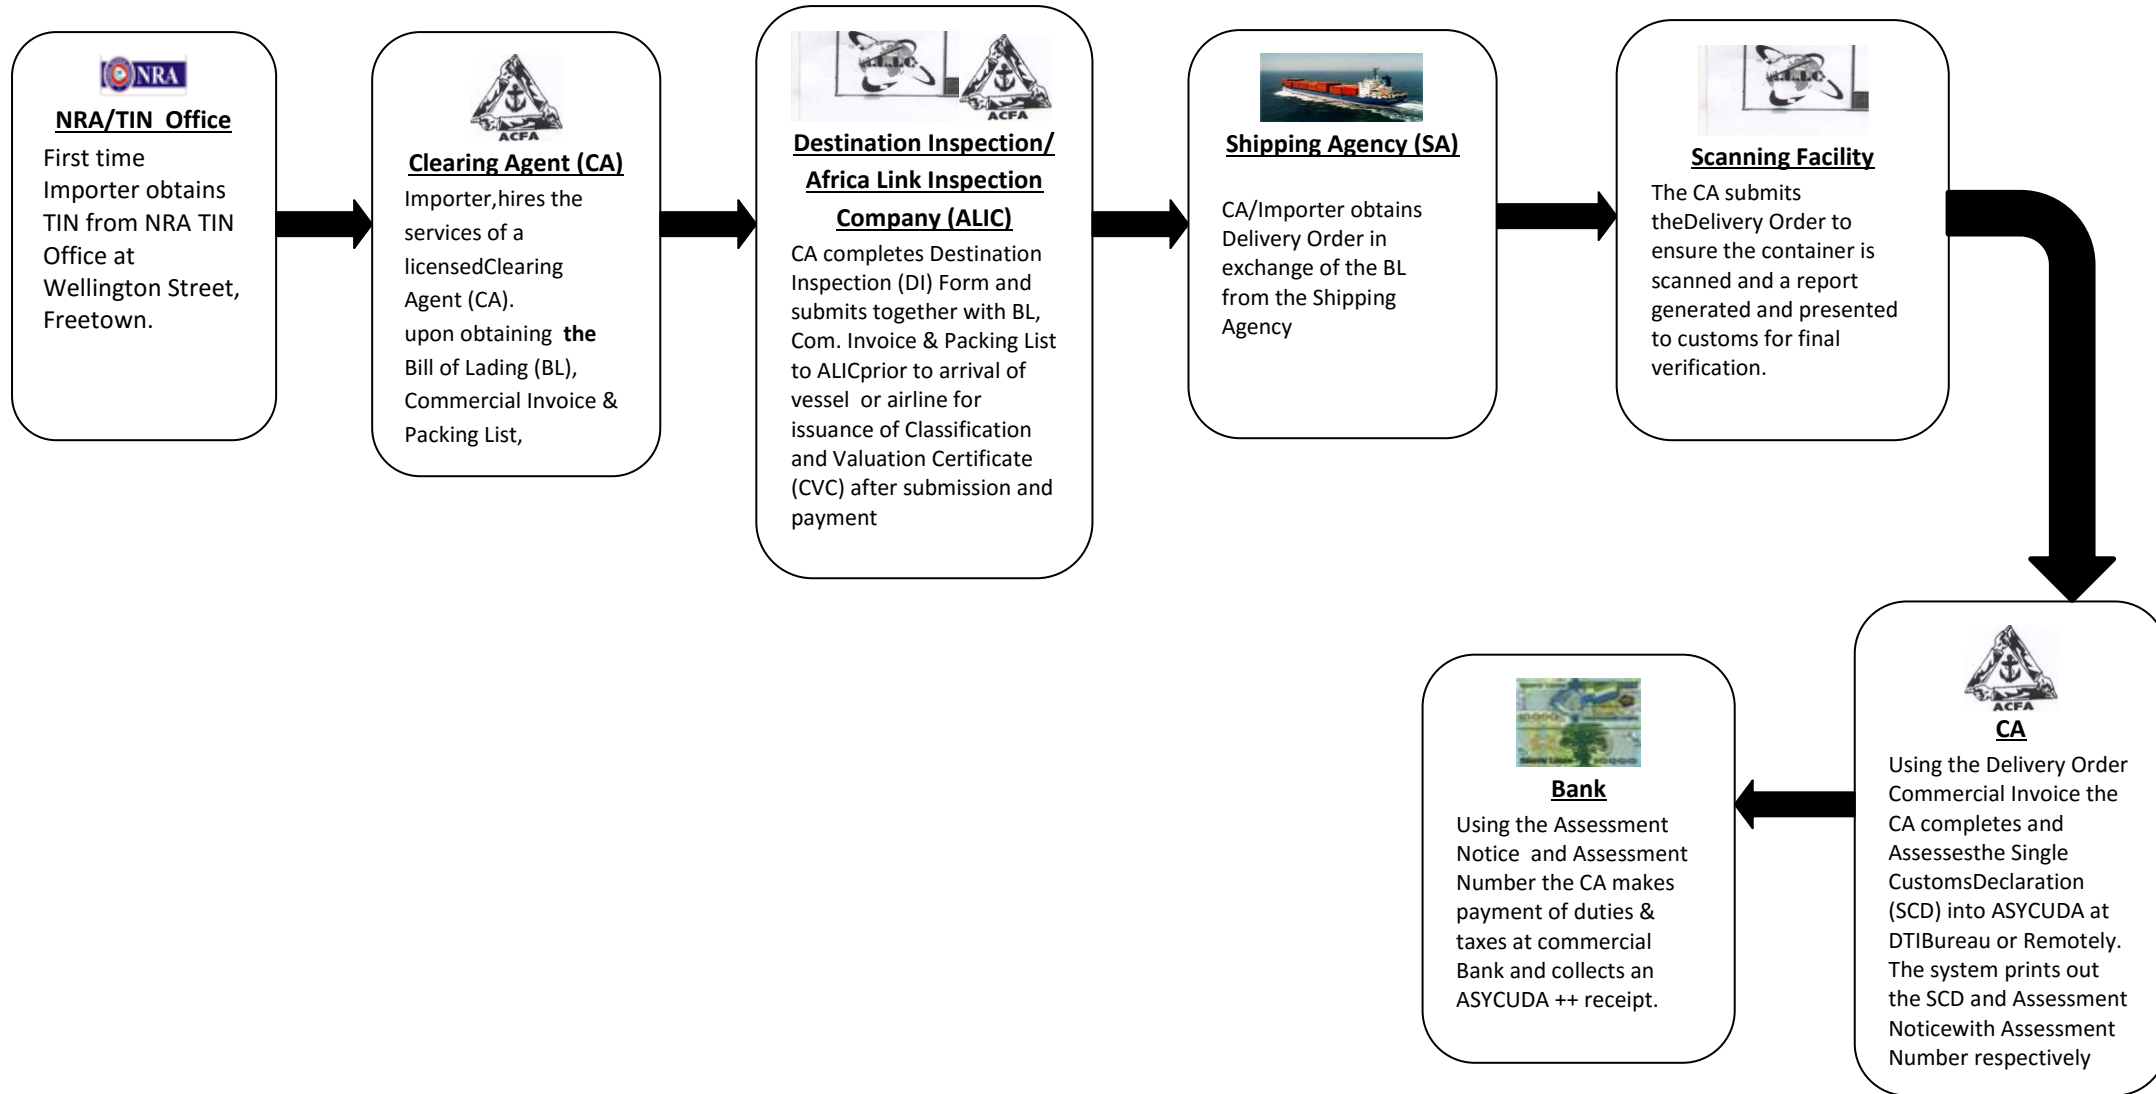 NRA
NRA/TIN Office
First time
Importer obtains
TIN from NRA TIN
Office at
Wellington Street,
Freetown.
ACFA
Clearing Agent (CA)
Importer,hires the
services of a
licensedClearing
Agent (CA).
upon obtaining the
Bill of Lading (BL),
Commercial Invoice &
Packing List,
ACFA
Destination Inspection/
Africa Link Inspection
Company (ALIC)
CA completes Destination
Inspection (DI) Form and
submits together with BL,
Com. Invoice & Packing List
to ALICprior to arrival of
vessel or airline for
issuance of Classification
and Valuation Certificate
(CVC) after submission and
payment
Shipping Agency (SA)
CA/Importer obtains
Delivery Order in
exchange of the BL
from the Shipping
Agency
Scanning Facility
The CA submits
theDelivery Order to
ensure the container is
scanned and a report
generated and presented
to customs for final
verification.
ACFA
CA
Using the Delivery Order
Commercial Invoice the
CA completes and
Assessesthe Single
CustomsDeclaration
(SCD) into ASYCUDA at
DTIBureau or Remotely.
The system prints out
the SCD and Assessment
Noticewith Assessment
Number respectively
Bank
Using the Assessment
Notice and Assessment
Number the CA makes
payment of duties &
taxes at commercial
Bank and collects an
ASYCUDA ++ receipt.